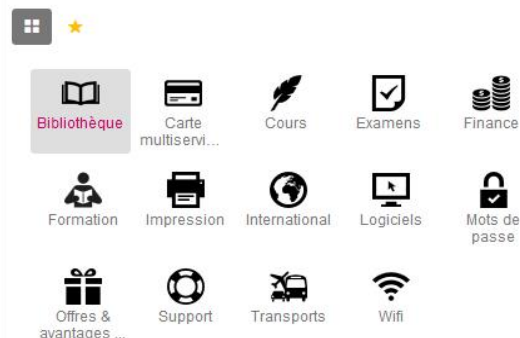 Bibliothèque
Carte
multiservi...
Cours
Examens
Finance
Formation
Impression
International
Logiciels
Mots de
passe
Offres &
avantages ...
Support
Transports
Wifi